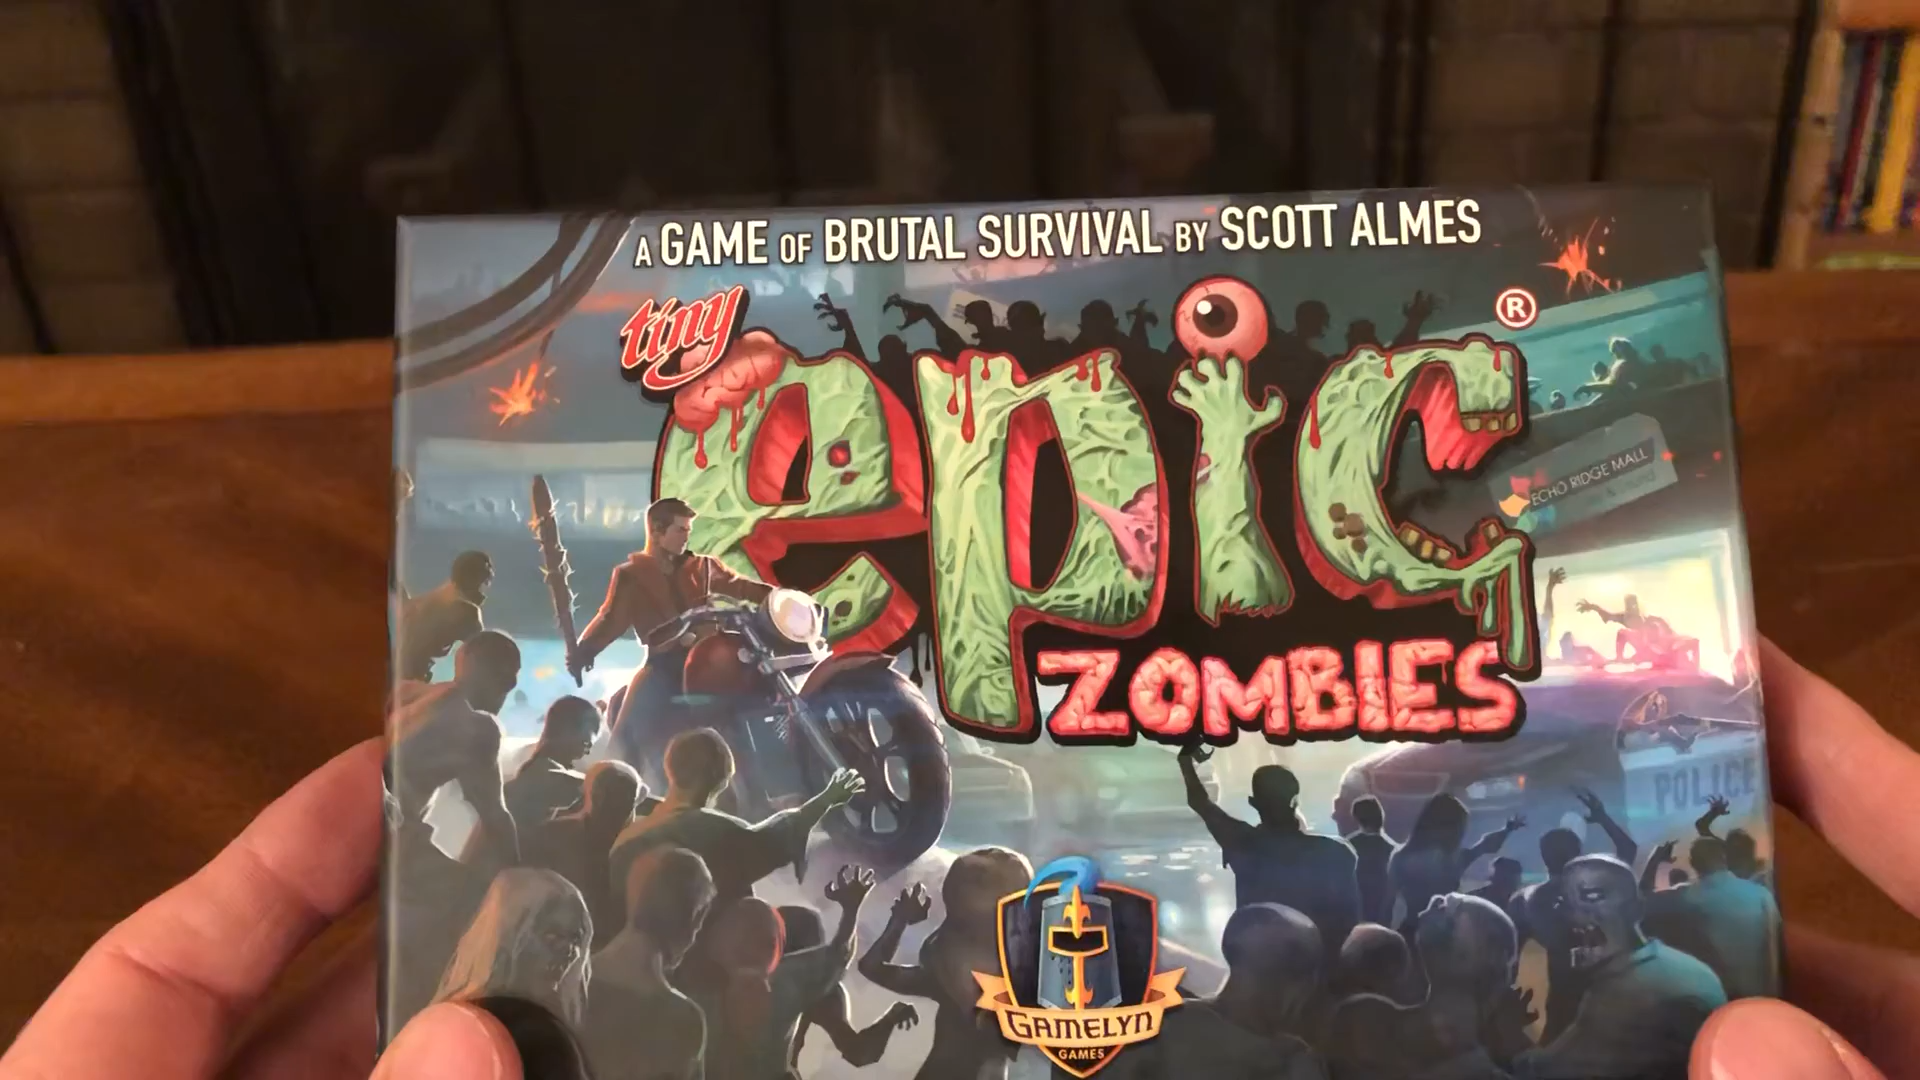 A GAME OF BRUTAL SURVIVAL BY SCOTT ALMES
tiny
epic
®
ZOMBIES
ECHO RIDGE MALL
POLICE
GAMELYN
GAMES